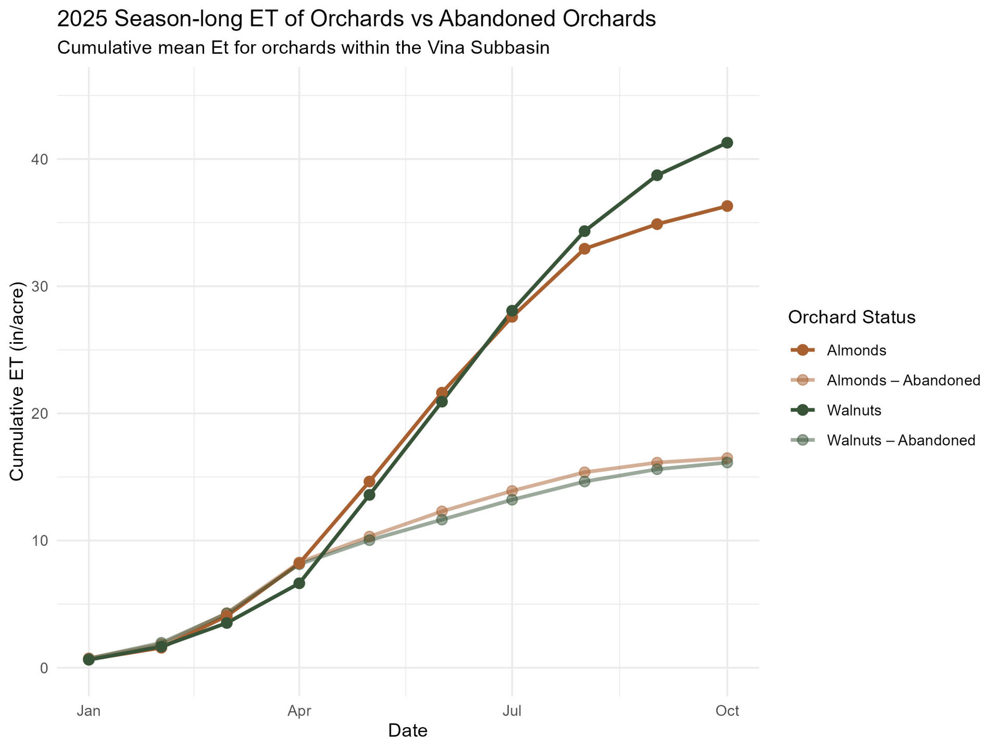 2025 Season-long ET of Orchards vs Abandoned Orchards
Cumulative mean Et for orchards within the Vina Subbasin
Cumulative ET (in/acre)
40
30
20
10
0
Jan
Apr
Jul
Oct
Date
Orchard Status
Almonds
Almonds – Abandoned
Walnuts
Walnuts – Abandoned